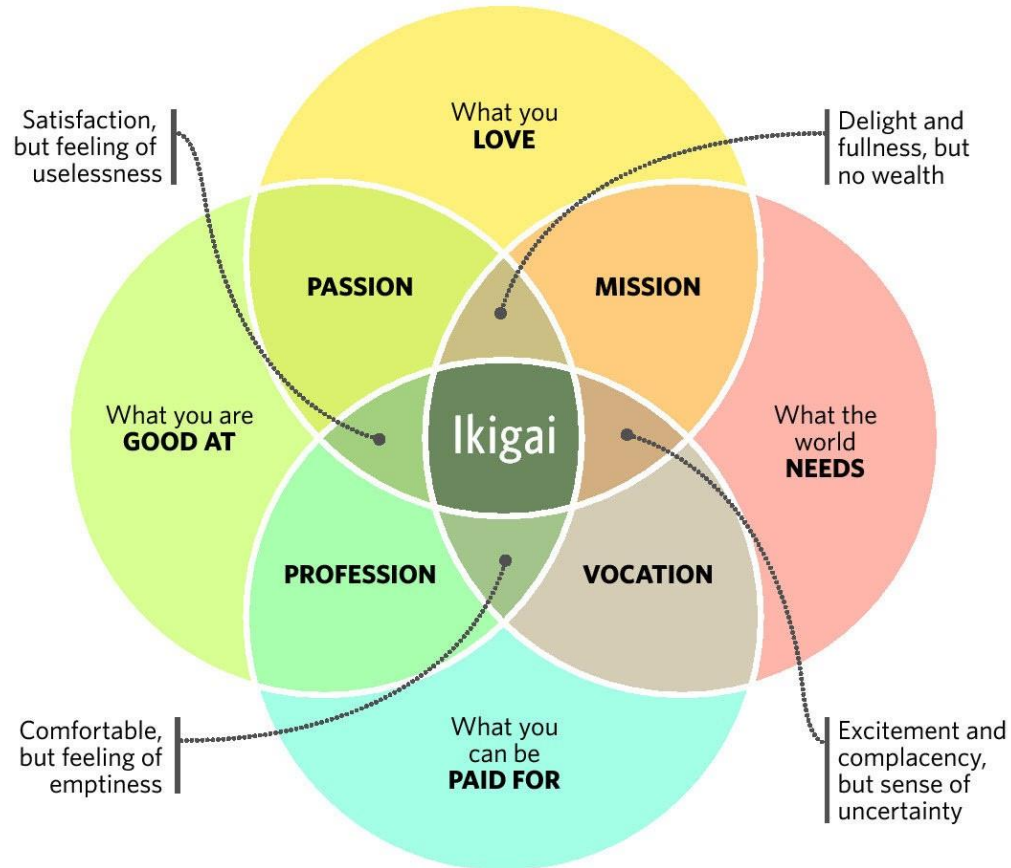 What you
LOVE
Satisfaction,
but feeling of
uselessness
Delight and
fullness, but
no wealth
PASSION
MISSION
What you are
GOOD AT
Ikigai
What the
world
NEEDS
PROFESSION
VOCATION
Comfortable,
but feeling of
emptiness
What you
can be
PAID FOR
Excitement and
complacency,
but sense of
uncertainty